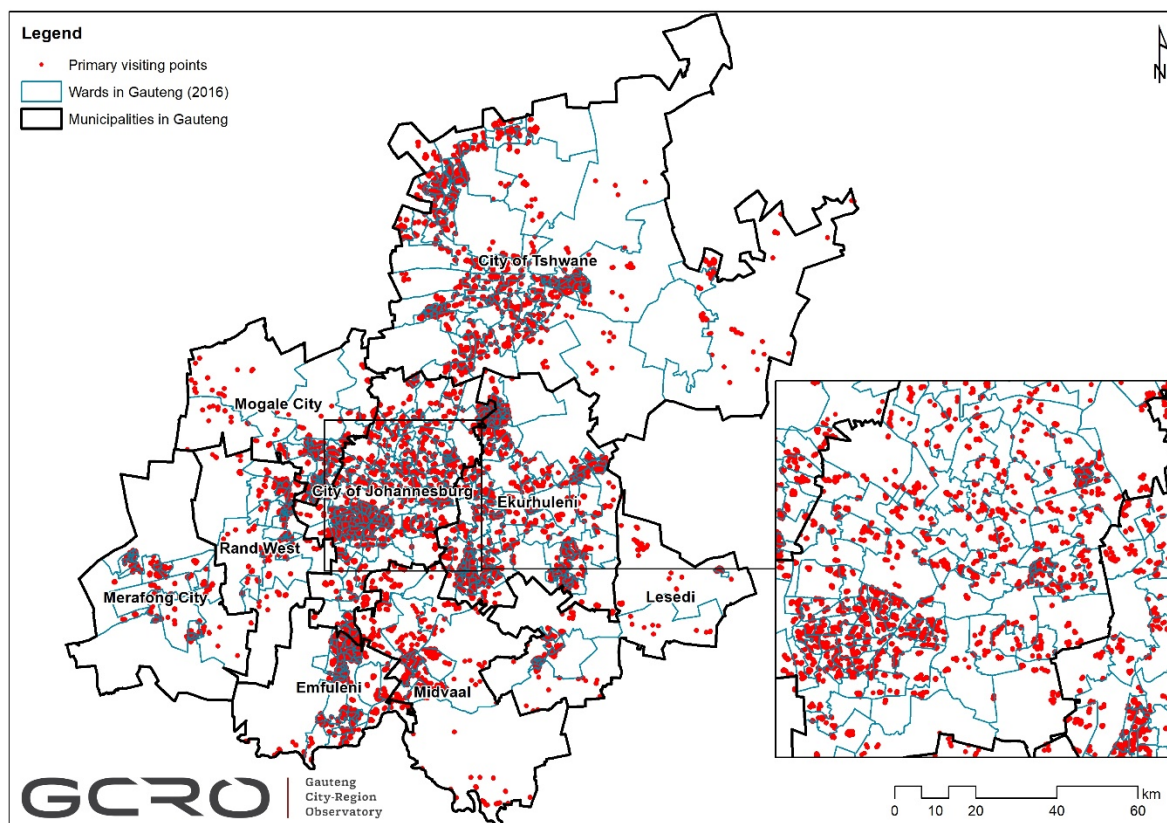 Legend
Primary visiting points
Wards in Gauteng (2016)
Municipalities in Gauteng
N
City of Tshwane
Mogale City
City of Johannesburg
Ekurhuleni
Rand West
Merafong City
Lesedi
Emfuleni
Midvaal
GCRO
Gauteng
City-Region
Observatory
km
0 10 20 40 60